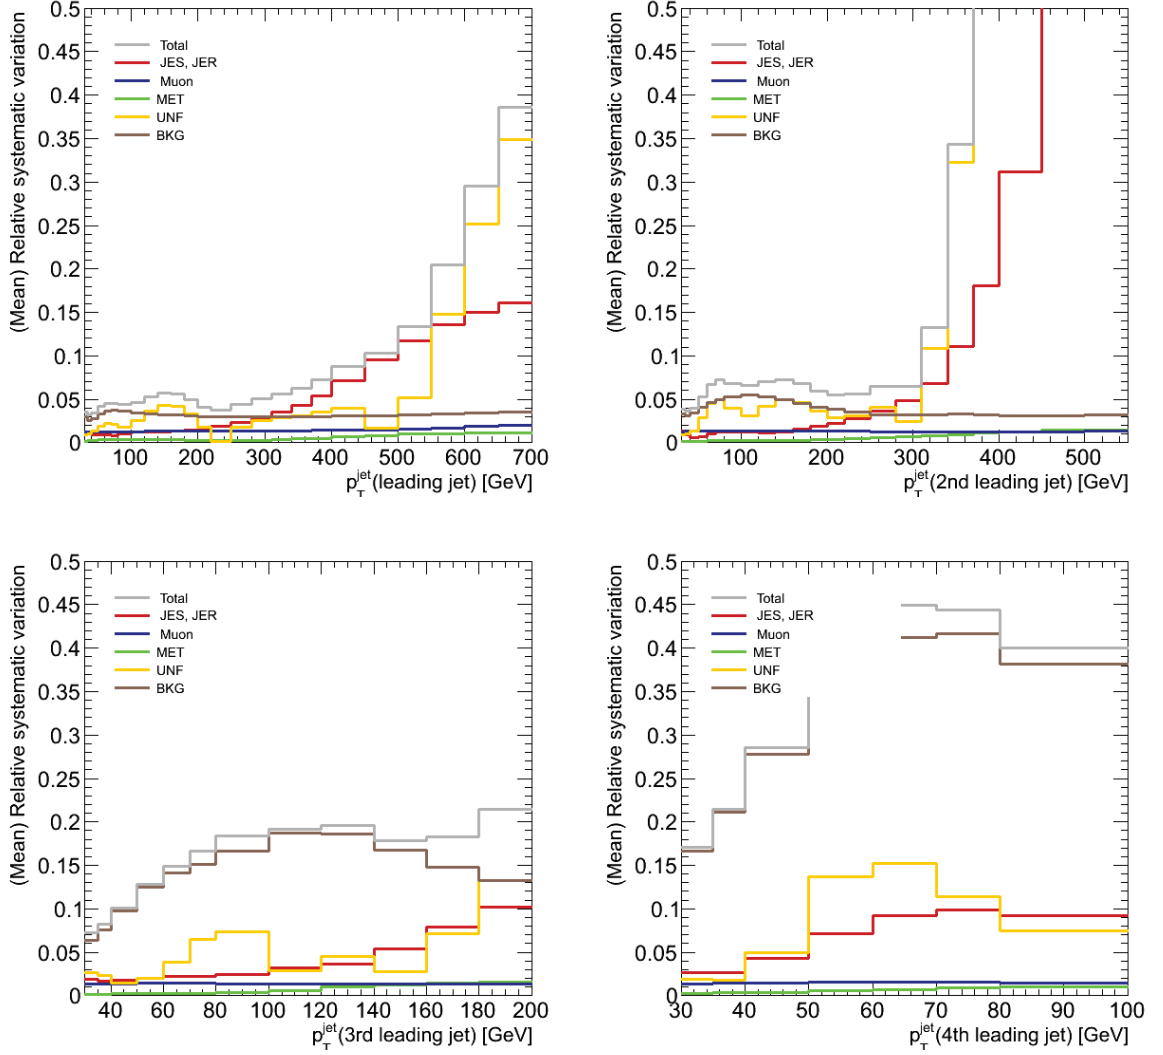 (Mean) Relative systematic variation
0.5
0.45
0.4
0.35
0.3
0.25
0.2
0.15
0.1
0.05
0
Total
JES, JER
Muon
MET
UNF
BKG
100 200 300 400 500 600 700
p_T^jet (leading jet) [GeV]
(Mean) Relative systematic variation
0.5
0.45
0.4
0.35
0.3
0.25
0.2
0.15
0.1
0.05
0
Total
JES, JER
Muon
MET
UNF
BKG
100 200 300 400 500
p_T^jet (2nd leading jet) [GeV]
(Mean) Relative systematic variation
0.5
0.45
0.4
0.35
0.3
0.25
0.2
0.15
0.1
0.05
0
Total
JES, JER
Muon
MET
UNF
BKG
40 60 80 100 120 140 160 180 200
p_T^jet (3rd leading jet) [GeV]
(Mean) Relative systematic variation
0.5
0.45
0.4
0.35
0.3
0.25
0.2
0.15
0.1
0.05
0
Total
JES, JER
Muon
MET
UNF
BKG
30 40 50 60 70 80 90 100
p_T^jet (4th leading jet) [GeV]